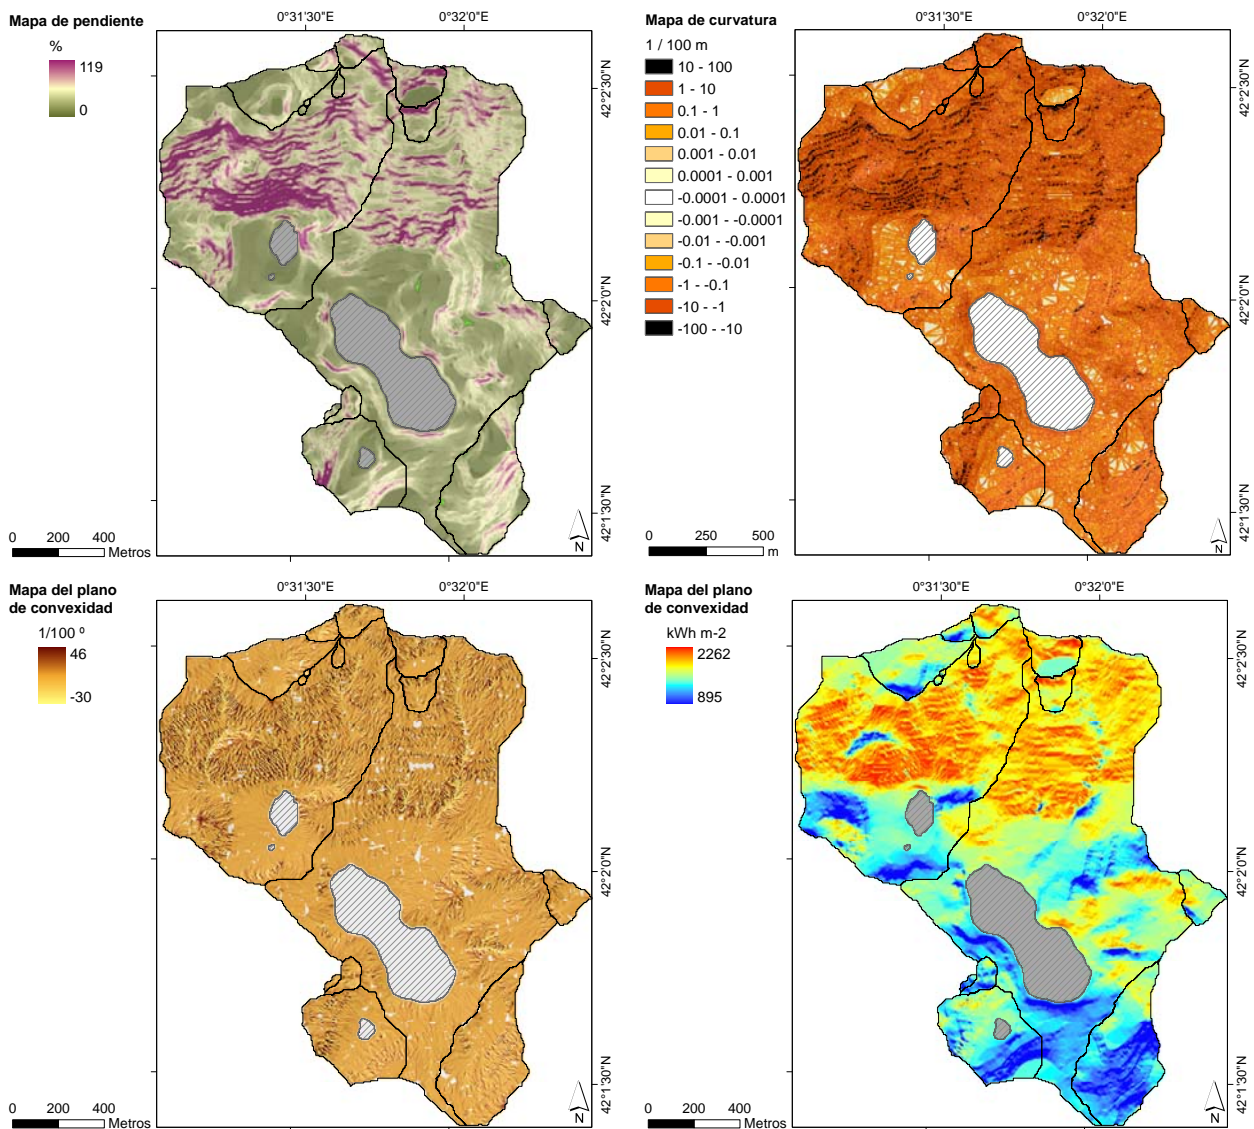 Mapa de pendiente
%
119
0
0°31'30"E
0°32'0"E
42°2'30"N
42°2'0"N
42°1'30"N
0 200 400 Metros
N
Mapa de curvatura
1 / 100 m
10 - 100
1 - 10
0.1 - 1
0.01 - 0.1
0.001 - 0.01
0.0001 - 0.001
-0.0001 - 0.0001
-0.001 - -0.0001
-0.01 - -0.001
-0.1 - -0.01
-1 - -0.1
-10 - -1
-100 - -10
0°31'30"E
0°32'0"E
42°2'30"N
42°2'0"N
42°1'30"N
0 250 500 m
N
Mapa del plano
de convexidad
1/100 º
46
-30
0°31'30"E
0°32'0"E
42°2'30"N
42°2'0"N
42°1'30"N
0 200 400 Metros
N
Mapa del plano
de convexidad
kWh m-2
2262
895
0°31'30"E
0°32'0"E
42°2'30"N
42°2'0"N
42°1'30"N
0 200 400 Metros
N